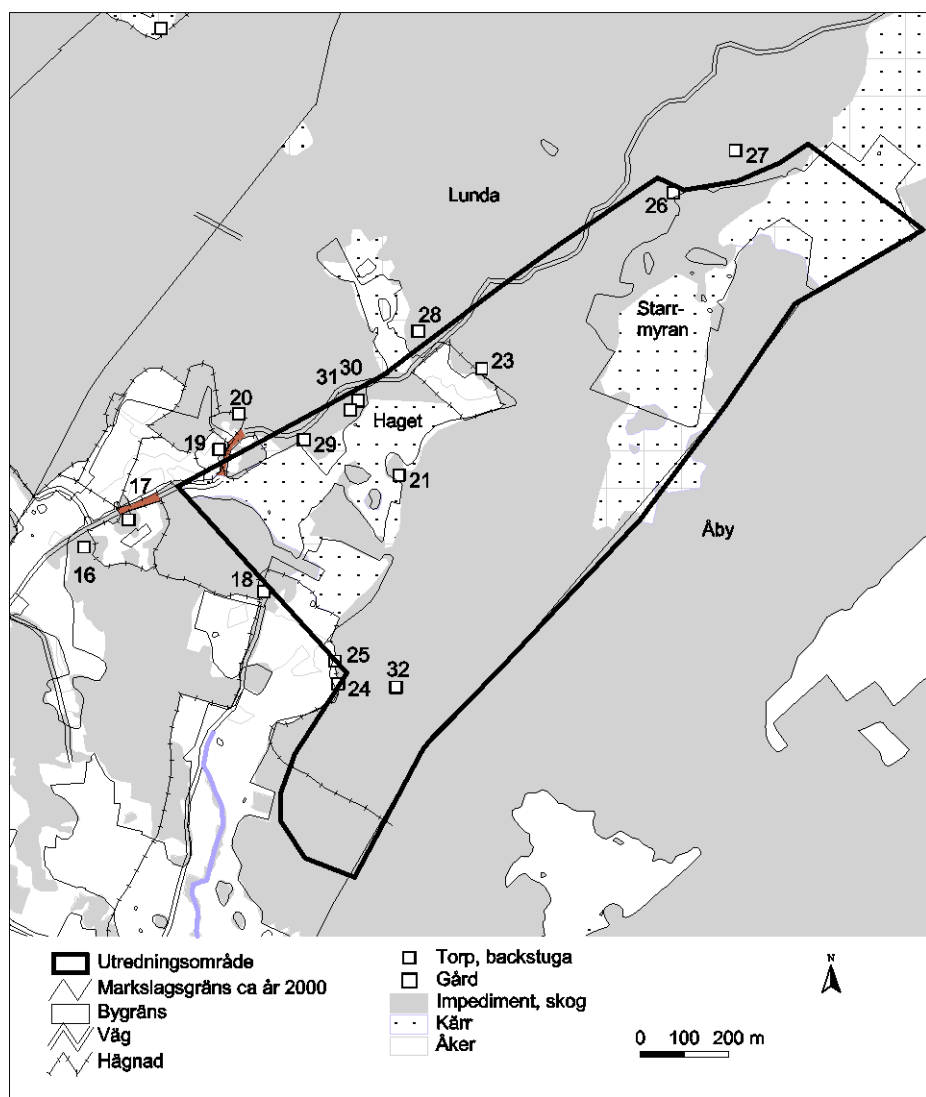 27
Lunda
26
Starr-
myran
28
23
30
31
20
Haget
29
19
21
17
Åby
16
18
25
32
24
Utredningsområde
Markslagsgräns ca år 2000
Bygräns
Väg
Hägnad
Torp, backstuga
Gård
Impediment, skog
Kärr
Åker
N
0 100 200 m